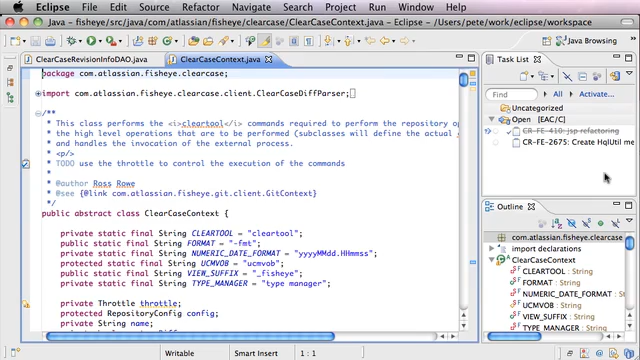 Eclipse File Edit Source Refactor Navigate Search Project Run Window Help
Java - fisheye/src/java/com/atlassian/fisheye/clearcase/ClearCaseContext.java - Eclipse - /Users/pete/work/eclipse/workspace
Java Browsing
ClearCaseRevisionInfoDAO.java
ClearCaseContext.java
package com.atlassian.fisheye.clearcase;
import com.atlassian.fisheye.clearcase.client.ClearCaseDiffParser;
/**
* This class performs the <i>cleartool</i> commands required to perform the repository op
* the high level operations that are to be performed (subclasses will define the actual s
* and handles the invocation of the external process.
* <p/>
* TODO use the throttle to control the execution of the commands
*
* @author Ross Rowe
* @see {@link com.atlassian.fisheye.git.client.GitContext}
*/
public abstract class ClearCaseContext {
private static final String CLEARTOOL = "cleartool";
public static final String FORMAT = "-fmt";
private static final String NUMERIC_DATE_FORMAT = "yyyyMMdd.HHmmss";
protected static final String UCMVOB = "ucmvob";
public static final String VIEW_SUFFIX = "_fisheye";
private static final String TYPE_MANAGER = "type manager";
private Throttle throttle;
protected RepositoryConfig config;
private String name;
Task List
Find
All
Activate...
Uncategorized
Open [EAC/C]
CR-FE-410: jsp refactoring
CR-FE-2675: HqlUtil me
Outline
com.atlassian.fisheye.clearcase
import declarations
ClearCaseContext
CLEARTOOL : String
FORMAT : String
NUMERIC_DATE_FORMAT : String
UCMVOB : String
VIEW_SUFFIX : String
TYPE_MANAGER : String
Writable
Smart Insert
1 : 1